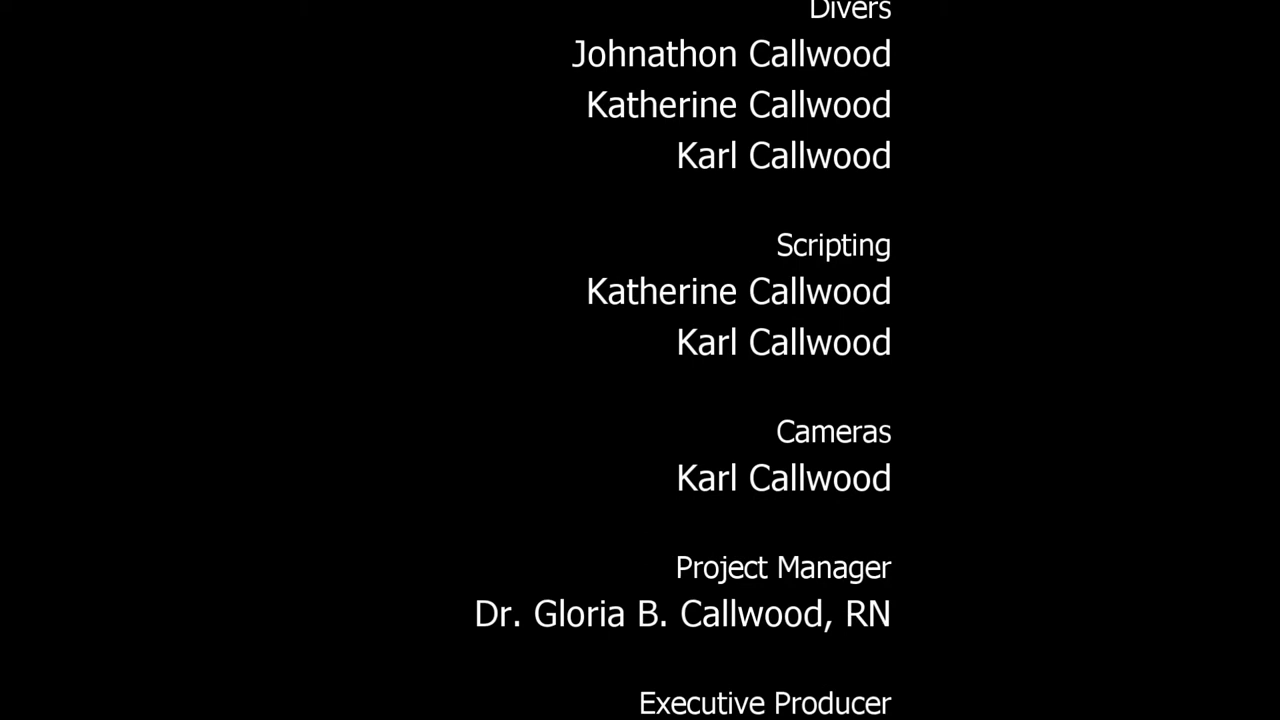 Divers
Johnathon Callwood
Katherine Callwood
Karl Callwood
Scripting
Katherine Callwood
Karl Callwood
Cameras
Karl Callwood
Project Manager
Dr. Gloria B. Callwood, RN
Executive Producer